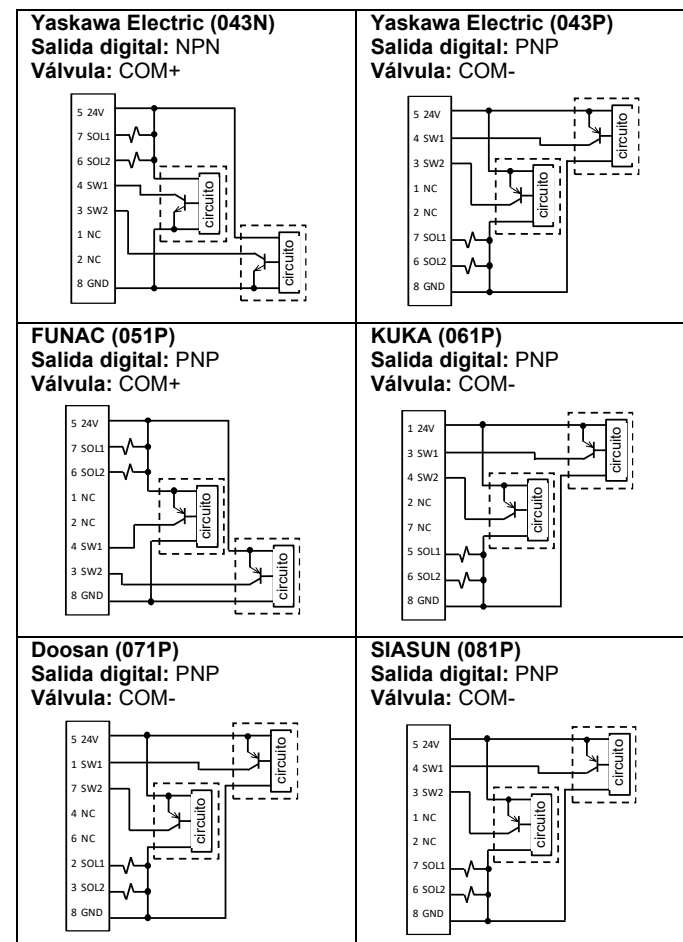 Yaskawa Electric (043N)
Salida digital: NPN
Válvula: COM+
5 24V
7 SOL1
6 SOL2
4 SW1
3 SW2
1 NC
2 NC
8 GND
circuito
circuito
Yaskawa Electric (043P)
Salida digital: PNP
Válvula: COM-
5 24V
4 SW1
3 SW2
1 NC
2 NC
7 SOL1
6 SOL2
8 GND
circuito
circuito
FUNAC (051P)
Salida digital: PNP
Válvula: COM+
5 24V
7 SOL1
6 SOL2
1 NC
2 NC
4 SW1
3 SW2
8 GND
circuito
circuito
KUKA (061P)
Salida digital: PNP
Válvula: COM-
1 24V
3 SW1
4 SW2
2 NC
7 NC
5 SOL1
6 SOL2
8 GND
circuito
circuito
Doosan (071P)
Salida digital: PNP
Válvula: COM-
5 24V
1 SW1
7 SW2
4 NC
6 NC
2 SOL1
3 SOL2
8 GND
circuito
circuito
SIASUN (081P)
Salida digital: PNP
Válvula: COM-
5 24V
4 SW1
3 SW2
1 NC
2 NC
7 SOL1
6 SOL2
8 GND
circuito
circuito